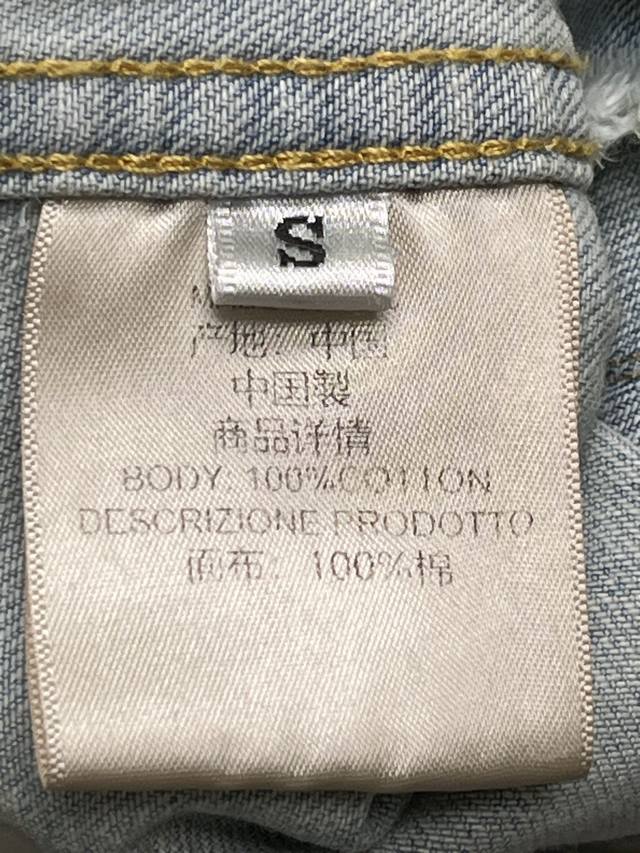 S
产地：中国
中国製
商品详情
BODY: 100%COTTON
DESCRIZIONE PRODOTTO
面布：100%棉